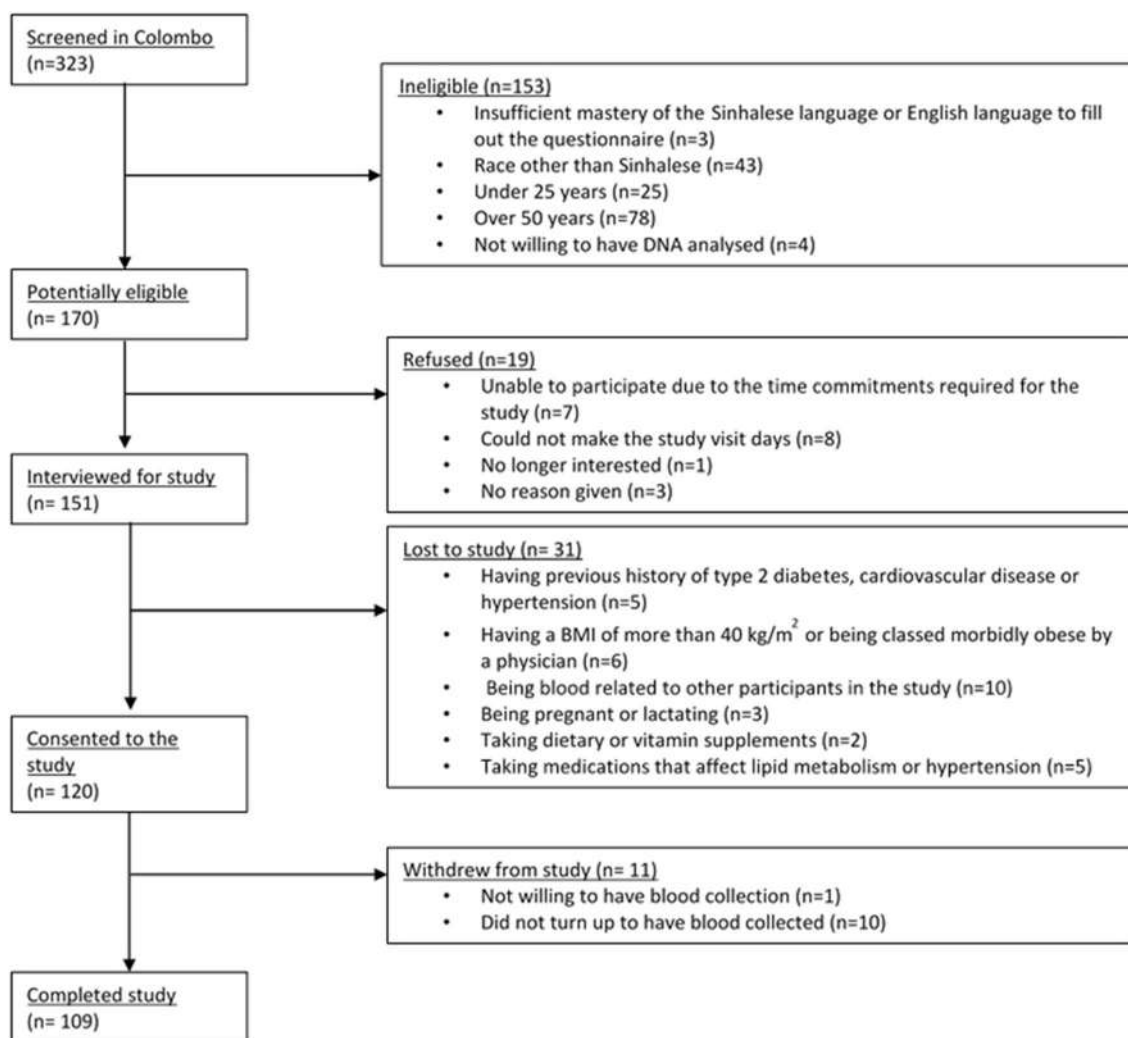 Screened in Colombo
(n=323)
Ineligible (n=153)
• Insufficient mastery of the Sinhalese language or English language to fill
out the questionnaire (n=3)
• Race other than Sinhalese (n=43)
• Under 25 years (n=25)
• Over 50 years (n=78)
• Not willing to have DNA analysed (n=4)
Potentially eligible
(n= 170)
Refused (n=19)
• Unable to participate due to the time commitments required for the
study (n=7)
• Could not make the study visit days (n=8)
• No longer interested (n=1)
• No reason given (n=3)
Interviewed for study
(n= 151)
Lost to study (n= 31)
• Having previous history of type 2 diabetes, cardiovascular disease or
hypertension (n=5)
• Having a BMI of more than 40 kg/m² or being classed morbidly obese by
a physician (n=6)
• Being blood related to other participants in the study (n=10)
• Being pregnant or lactating (n=3)
• Taking dietary or vitamin supplements (n=2)
• Taking medications that affect lipid metabolism or hypertension (n=5)
Consented to the
study
(n= 120)
Withdrew from study (n= 11)
• Not willing to have blood collection (n=1)
• Did not turn up to have blood collected (n=10)
Completed study
(n= 109)